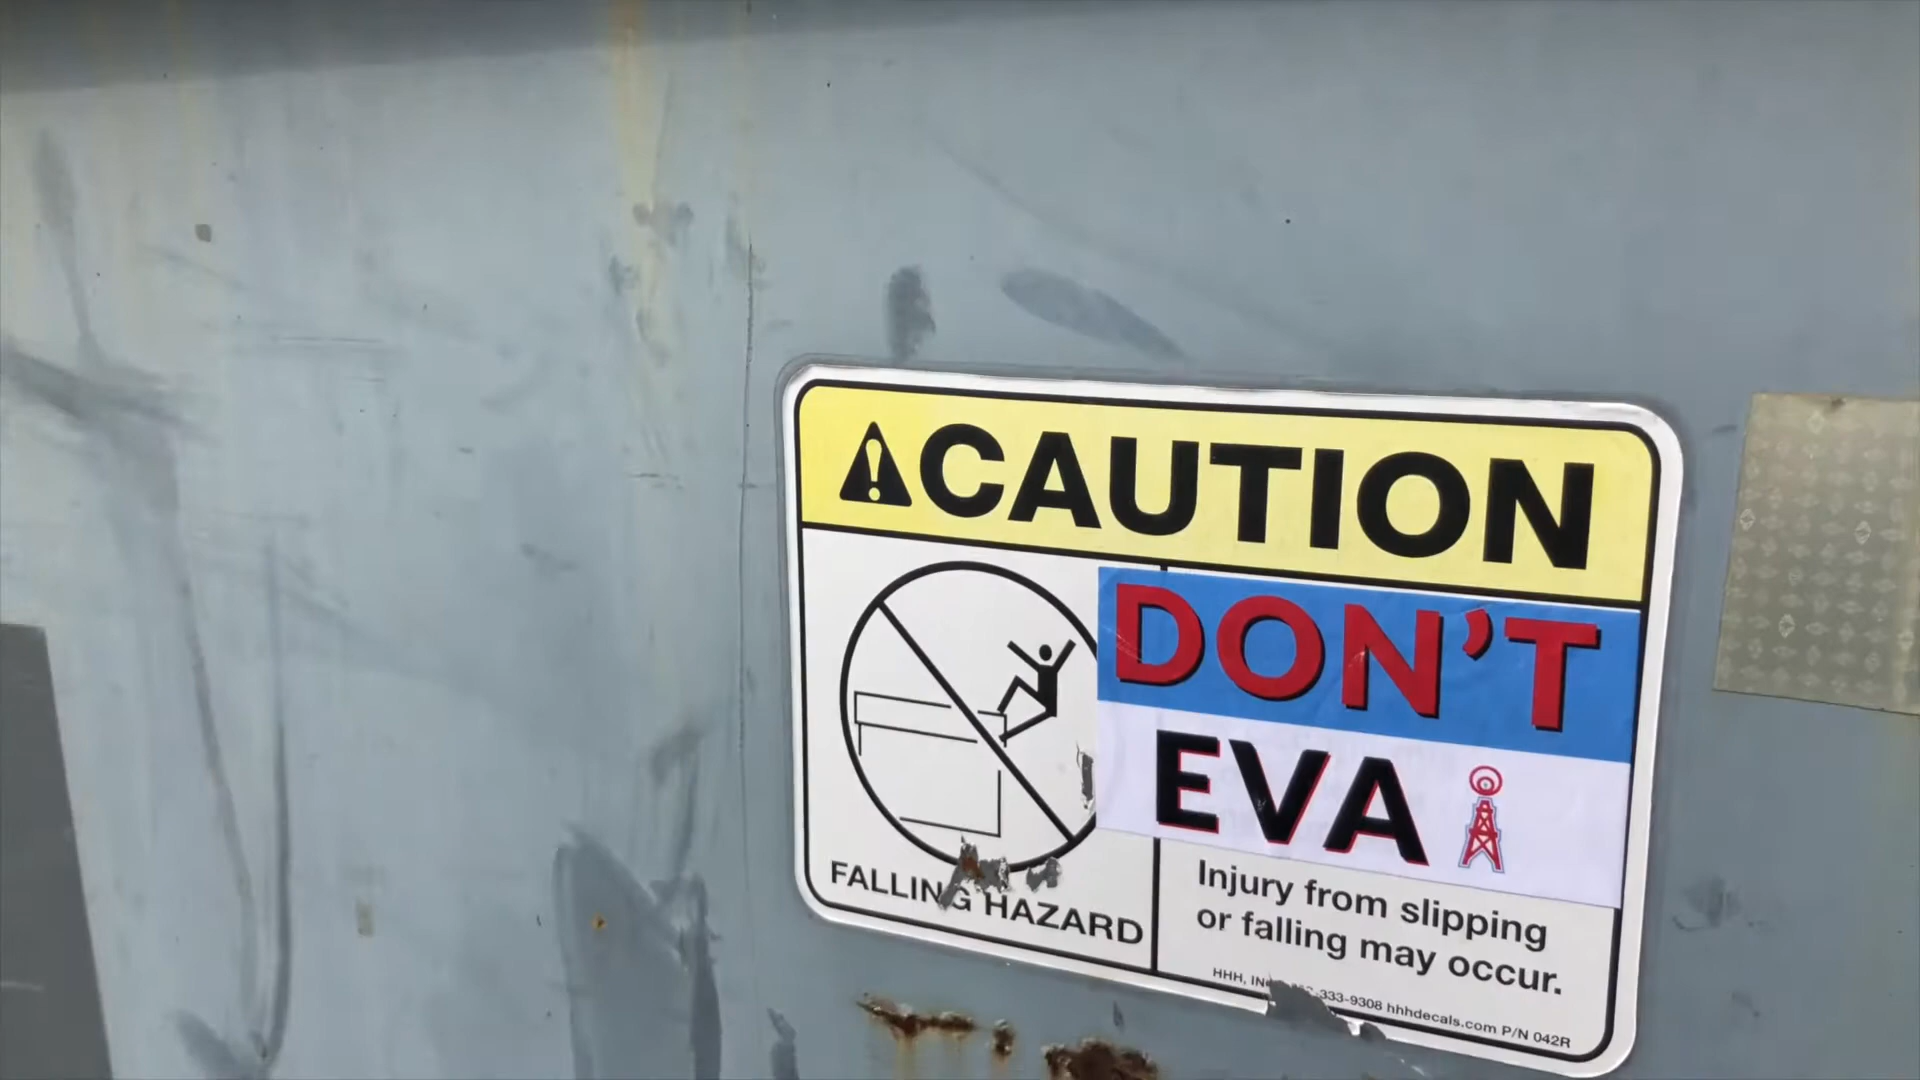 CAUTION
DON'T
EVA
FALLING HAZARD
Injury from slipping
or falling may occur.
HHH, INC 333-9308 hhhdecals.com P/N 042R